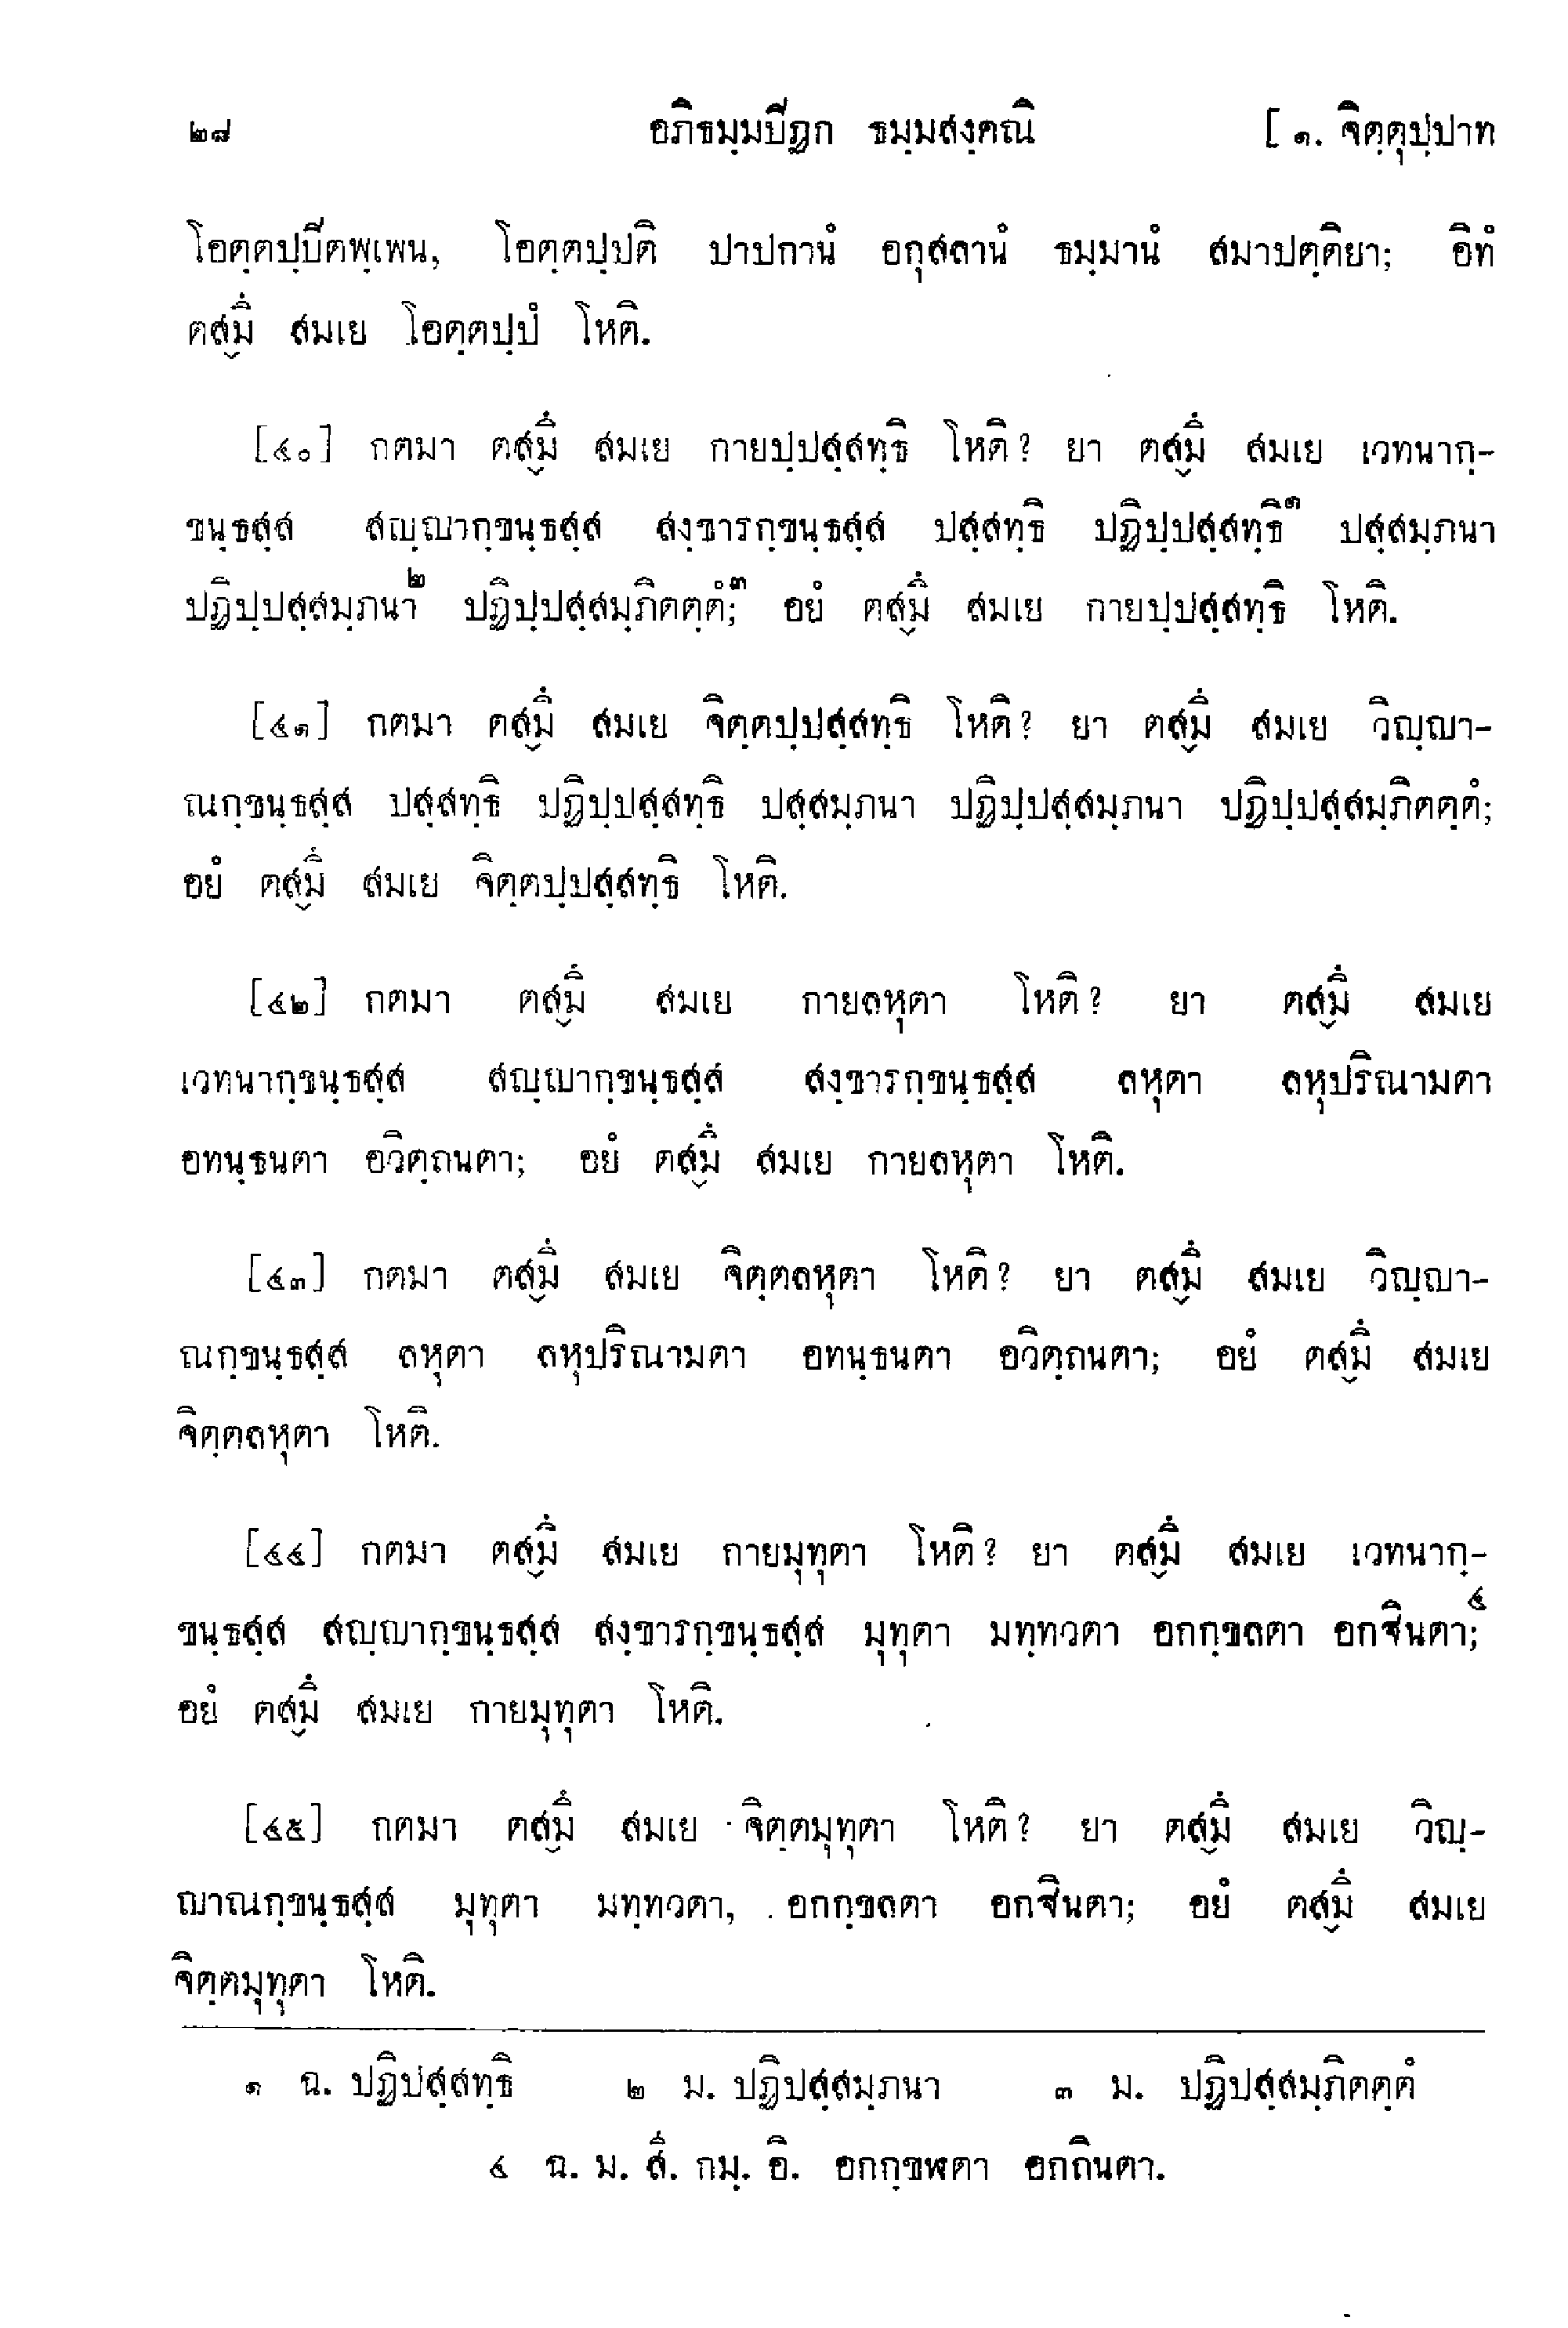 ๒๘ อภิธมฺมปิฏก ธมฺมสงฺคณิ [ ๑. จิตฺตุปฺปาท
โอตฺตปฺปิตพฺเพน, โอตฺตปฺปติ ปาปกานํ อกุสลานํ ธมฺมานํ สมาปตฺติยา; อิทํ
ตสฺมึ สมเย โอตฺตปฺปํ โหติ.
[๔๐] กตมา ตสฺมึ สมเย กายปฺปสฺสทฺธิ โหติ? ยา ตสฺมึ สมเย เวทนากฺ-
ขนฺธสฺส สญฺญากฺขนฺธสฺส สงฺขารกฺขนฺธสฺส ปสฺสทฺธิ ปฏิปฺปสฺสทฺธิ๑ ปสฺสมฺภนา
ปฏิปฺปสฺสมฺภนา๒ ปฏิปฺปสฺสมฺภิตตฺตํ;๓ อยํ ตสฺมึ สมเย กายปฺปสฺสทฺธิ โหติ.
[๔๑] กตมา ตสฺมึ สมเย จิตฺตปฺปสฺสทฺธิ โหติ? ยา ตสฺมึ สมเย วิญฺญา-
ณกฺขนฺธสฺส ปสฺสทฺธิ ปฏิปฺปสฺสทฺธิ ปสฺสมฺภนา ปฏิปฺปสฺสมฺภนา ปฏิปฺปสฺสมฺภิตตฺตํ;
อยํ ตสฺมึ สมเย จิตฺตปฺปสฺสทฺธิ โหติ.
[๔๒] กตมา ตสฺมึ สมเย กายลหุตา โหติ? ยา ตสฺมึ สมเย
เวทนากฺขนฺธสฺส สญฺญากฺขนฺธสฺส สงฺขารกฺขนฺธสฺส ลหุตา ลหุปริณามตา
อทนฺธนตา อวิตฺถนตา; อยํ ตสฺมึ สมเย กายลหุตา โหติ.
[๔๓] กตมา ตสฺมึ สมเย จิตฺตลหุตา โหติ? ยา ตสฺมึ สมเย วิญฺญา-
ณกฺขนฺธสฺส ลหุตา ลหุปริณามตา อทนฺธนตา อวิตฺถนตา; อยํ ตสฺมึ สมเย
จิตฺตลหุตา โหติ.
[๔๔] กตมา ตสฺมึ สมเย กายมุทุตา โหติ? ยา ตสฺมึ สมเย เวทนากฺ-
ขนฺธสฺส สญฺญากฺขนฺธสฺส สงฺขารกฺขนฺธสฺส มุทุตา มทฺทวตา อกกฺขลตา อกจินตา;๔
อยํ ตสฺมึ สมเย กายมุทุตา โหติ.
[๔๕] กตมา ตสฺมึ สมเย จิตฺตมุทุตา โหติ? ยา ตสฺมึ สมเย วิญฺ-
ญาณกฺขนฺธสฺส มุทุตา มทฺทวตา, อกกฺขลตา อกจินตา; อยํ ตสฺมึ สมเย
จิตฺตมุทุตา โหติ.
๑ ฉ. ปฏิปสฺสทฺธิ ๒ ม. ปฏิปสฺสมฺภนา ๓ ม. ปฏิปสฺสมฺภิตตฺตํ
๔ ฉ. ม. สึ. กมฺ. อิ. อกกฺขฬตา อกถินตา.